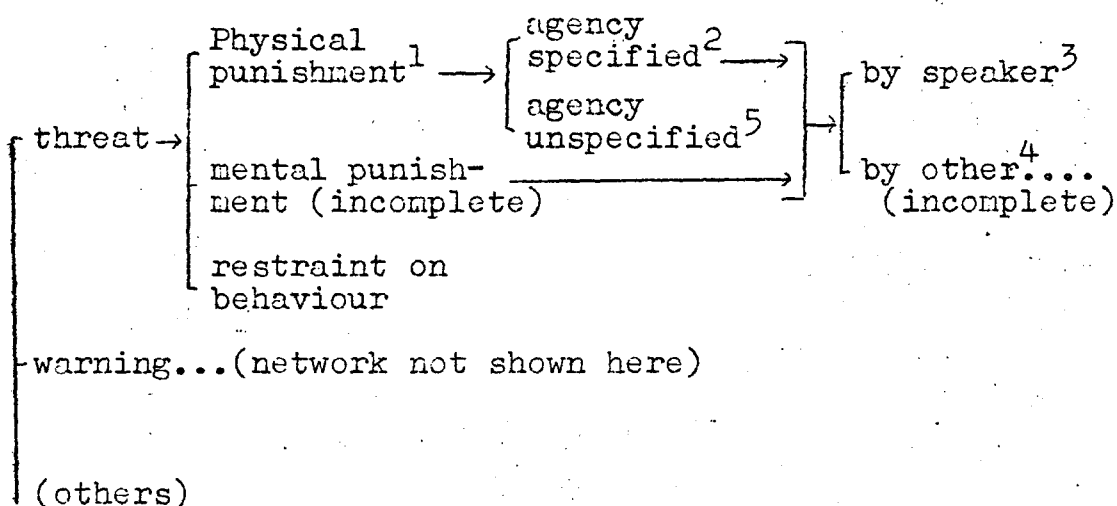 Physical punishment1
agency specified2
by speaker3
threat
agency unspecified5
mental punish-
ment (incomplete)
by other4....
(incomplete)
restraint on
behaviour
warning...(network not shown here)
(others)